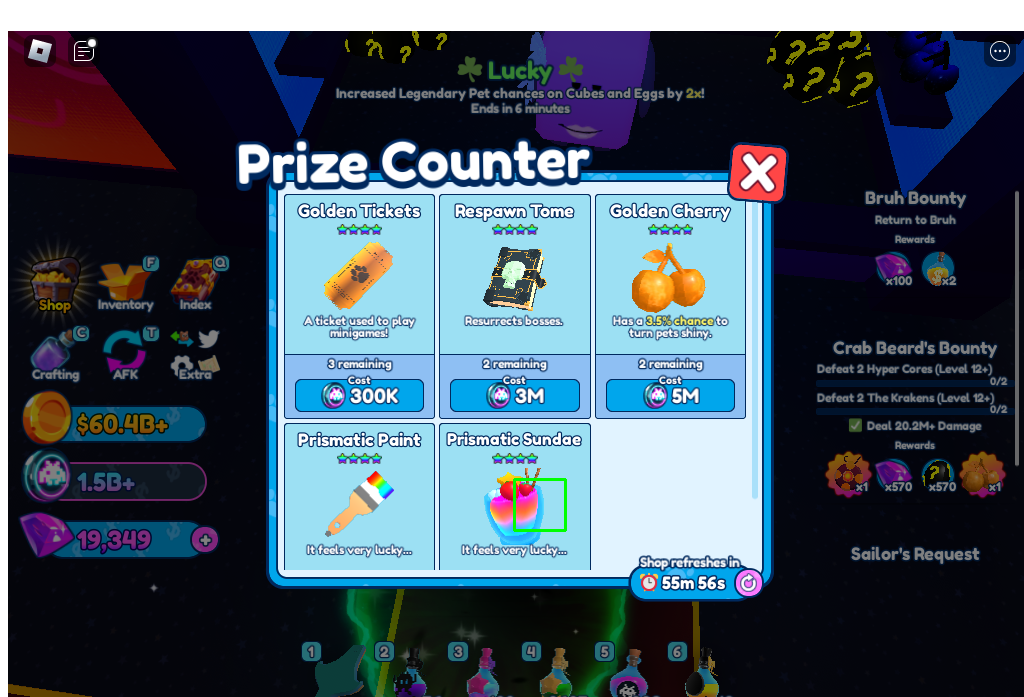 Lucky
Increased Legendary Pet chances on Cubes and Eggs by 2x!
Ends in 6 minutes
Prize Counter
Golden Tickets
A ticket used to play
minigames!
3 remaining
Cost
300K
Respawn Tome
Resurrects bosses.
2 remaining
Cost
3M
Golden Cherry
Has a 3.5% chance to
turn pets shiny.
2 remaining
Cost
5M
Prismatic Paint
It feels very lucky...
Prismatic Sundae
It feels very lucky...
Shop refreshes in
55m 56s
Shop
F
Inventory
Q
Index
C
Crafting
T
AFK
Extra
$60.4B+
1.5B+
19,349
Bruh Bounty
Return to Bruh
Rewards
x100
x2
Crab Beard's Bounty
Defeat 2 Hyper Cores (Level 12+)
0/2
Defeat 2 The Krakens (Level 12+)
0/2
Deal 20.2M+ Damage
Rewards
x1
x570
x570
x1
Sailor's Request
1
2
3
4
5
6